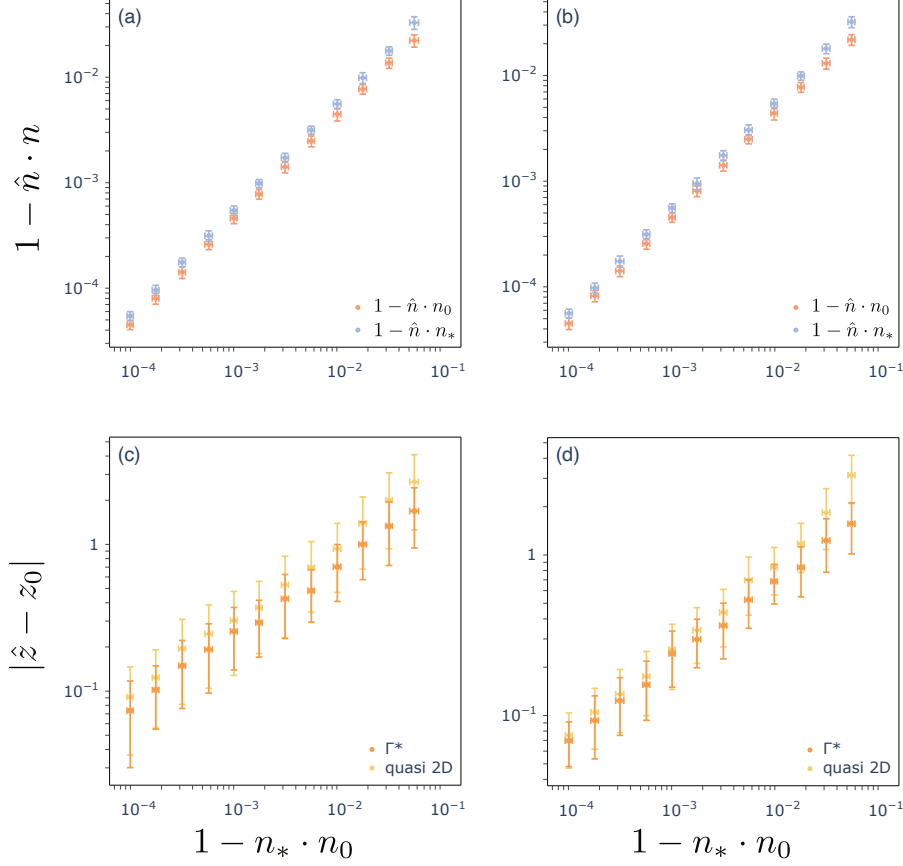 (a)
10⁻²
10⁻³
10⁻⁴
1 − n̂ · n₀
1 − n̂ · n∗
10⁻⁴
10⁻³
10⁻²
10⁻¹
1 − n̂ · n
(b)
10⁻²
10⁻³
10⁻⁴
1 − n̂ · n₀
1 − n̂ · n∗
10⁻⁴
10⁻³
10⁻²
10⁻¹
(c)
1
10⁻¹
|ẑ − z₀|
Γ*
quasi 2D
10⁻⁴
10⁻³
10⁻²
10⁻¹
1 − n∗ · n₀
(d)
1
10⁻¹
Γ*
quasi 2D
10⁻⁴
10⁻³
10⁻²
10⁻¹
1 − n∗ · n₀